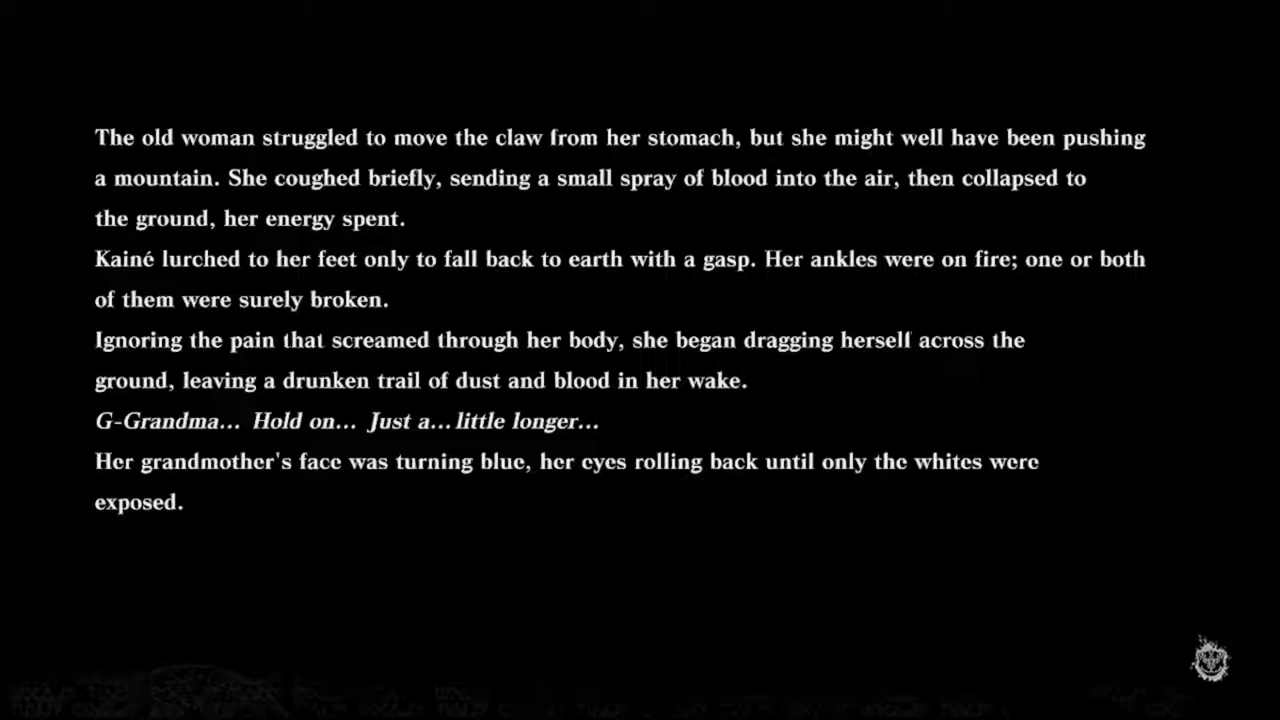 The old woman struggled to move the claw from her stomach, but she might well have been pushing
a mountain. She coughed briefly, sending a small spray of blood into the air, then collapsed to
the ground, her energy spent.
Kainé lurched to her feet only to fall back to earth with a gasp. Her ankles were on fire; one or both
of them were surely broken.
Ignoring the pain that screamed through her body, she began dragging herself across the
ground, leaving a drunken trail of dust and blood in her wake.
G-Grandma... Hold on... Just a... little longer...
Her grandmother's face was turning blue, her eyes rolling back until only the whites were
exposed.